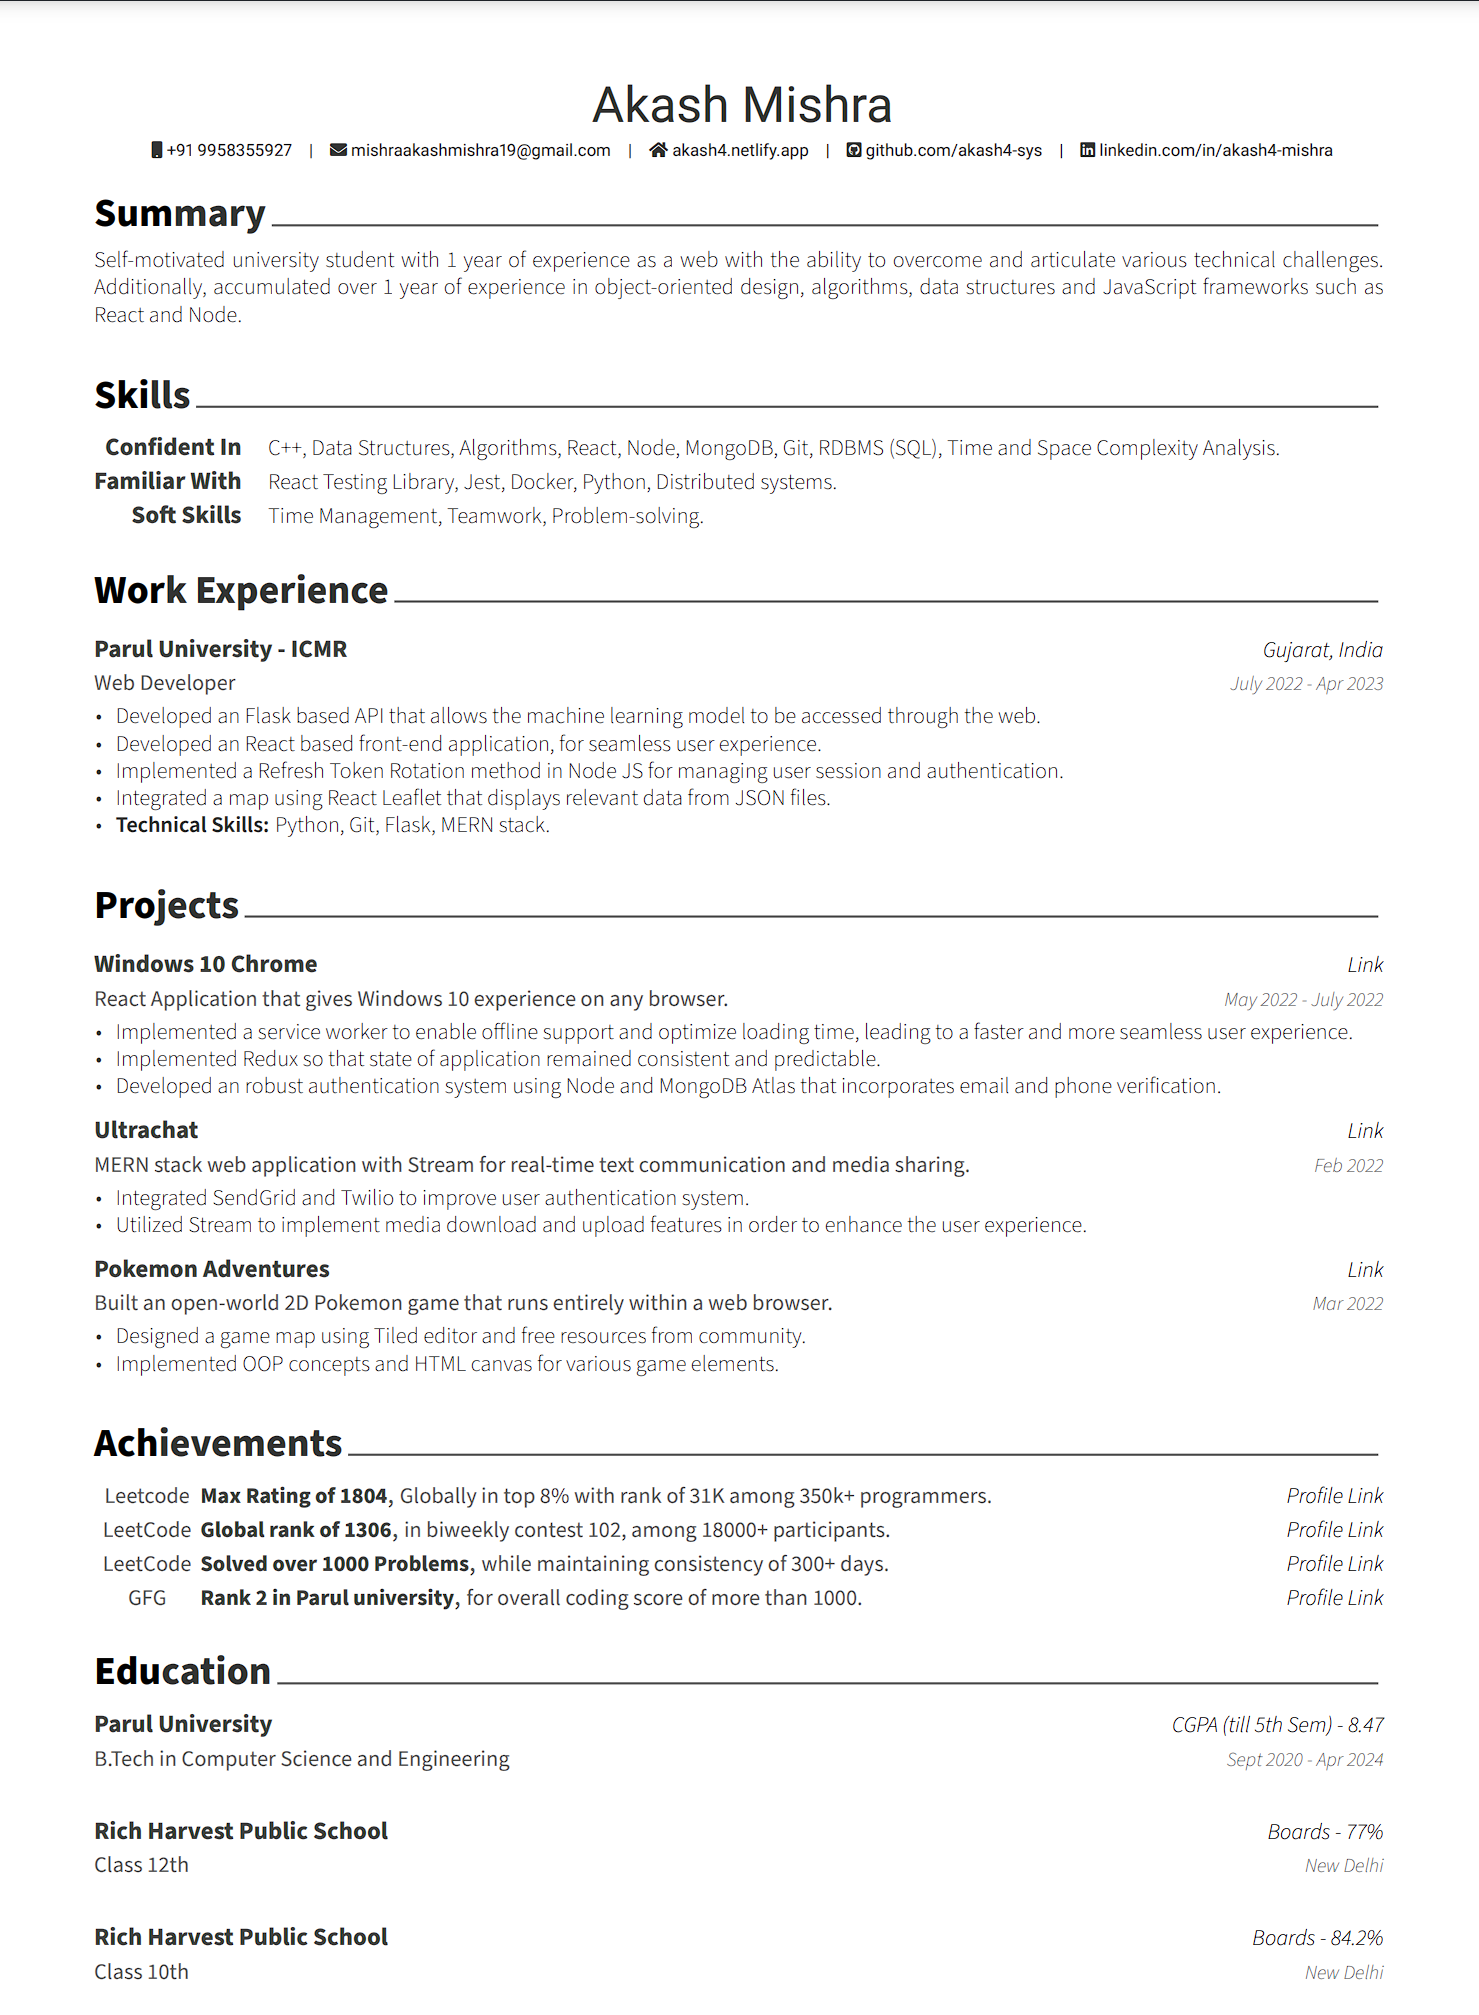 Akash Mishra
+91 9958355927 | mishraakashmishra19@gmail.com | akash4.netlify.app | github.com/akash4-sys | linkedin.com/in/akash4-mishra
Summary
Self-motivated university student with 1 year of experience as a web with the ability to overcome and articulate various technical challenges.
Additionally, accumulated over 1 year of experience in object-oriented design, algorithms, data structures and JavaScript frameworks such as
React and Node.
Skills
Confident In C++, Data Structures, Algorithms, React, Node, MongoDB, Git, RDBMS (SQL), Time and Space Complexity Analysis.
Familiar With React Testing Library, Jest, Docker, Python, Distributed systems.
Soft Skills Time Management, Teamwork, Problem-solving.
Work Experience
Parul University - ICMR Gujarat, India
Web Developer July 2022 - Apr 2023
• Developed an Flask based API that allows the machine learning model to be accessed through the web.
• Developed an React based front-end application, for seamless user experience.
• Implemented a Refresh Token Rotation method in Node JS for managing user session and authentication.
• Integrated a map using React Leaflet that displays relevant data from JSON files.
• Technical Skills: Python, Git, Flask, MERN stack.
Projects
Windows 10 Chrome Link
React Application that gives Windows 10 experience on any browser. May 2022 - July 2022
• Implemented a service worker to enable offline support and optimize loading time, leading to a faster and more seamless user experience.
• Implemented Redux so that state of application remained consistent and predictable.
• Developed an robust authentication system using Node and MongoDB Atlas that incorporates email and phone verification.
Ultrachat Link
MERN stack web application with Stream for real-time text communication and media sharing. Feb 2022
• Integrated SendGrid and Twilio to improve user authentication system.
• Utilized Stream to implement media download and upload features in order to enhance the user experience.
Pokemon Adventures Link
Built an open-world 2D Pokemon game that runs entirely within a web browser. Mar 2022
• Designed a game map using Tiled editor and free resources from community.
• Implemented OOP concepts and HTML canvas for various game elements.
Achievements
Leetcode Max Rating of 1804, Globally in top 8% with rank of 31K among 350k+ programmers. Profile Link
LeetCode Global rank of 1306, in biweekly contest 102, among 18000+ participants. Profile Link
LeetCode Solved over 1000 Problems, while maintaining consistency of 300+ days. Profile Link
GFG Rank 2 in Parul university, for overall coding score of more than 1000. Profile Link
Education
Parul University CGPA (till 5th Sem) - 8.47
B.Tech in Computer Science and Engineering Sept 2020 - Apr 2024
Rich Harvest Public School Boards - 77%
Class 12th New Delhi
Rich Harvest Public School Boards - 84.2%
Class 10th New Delhi